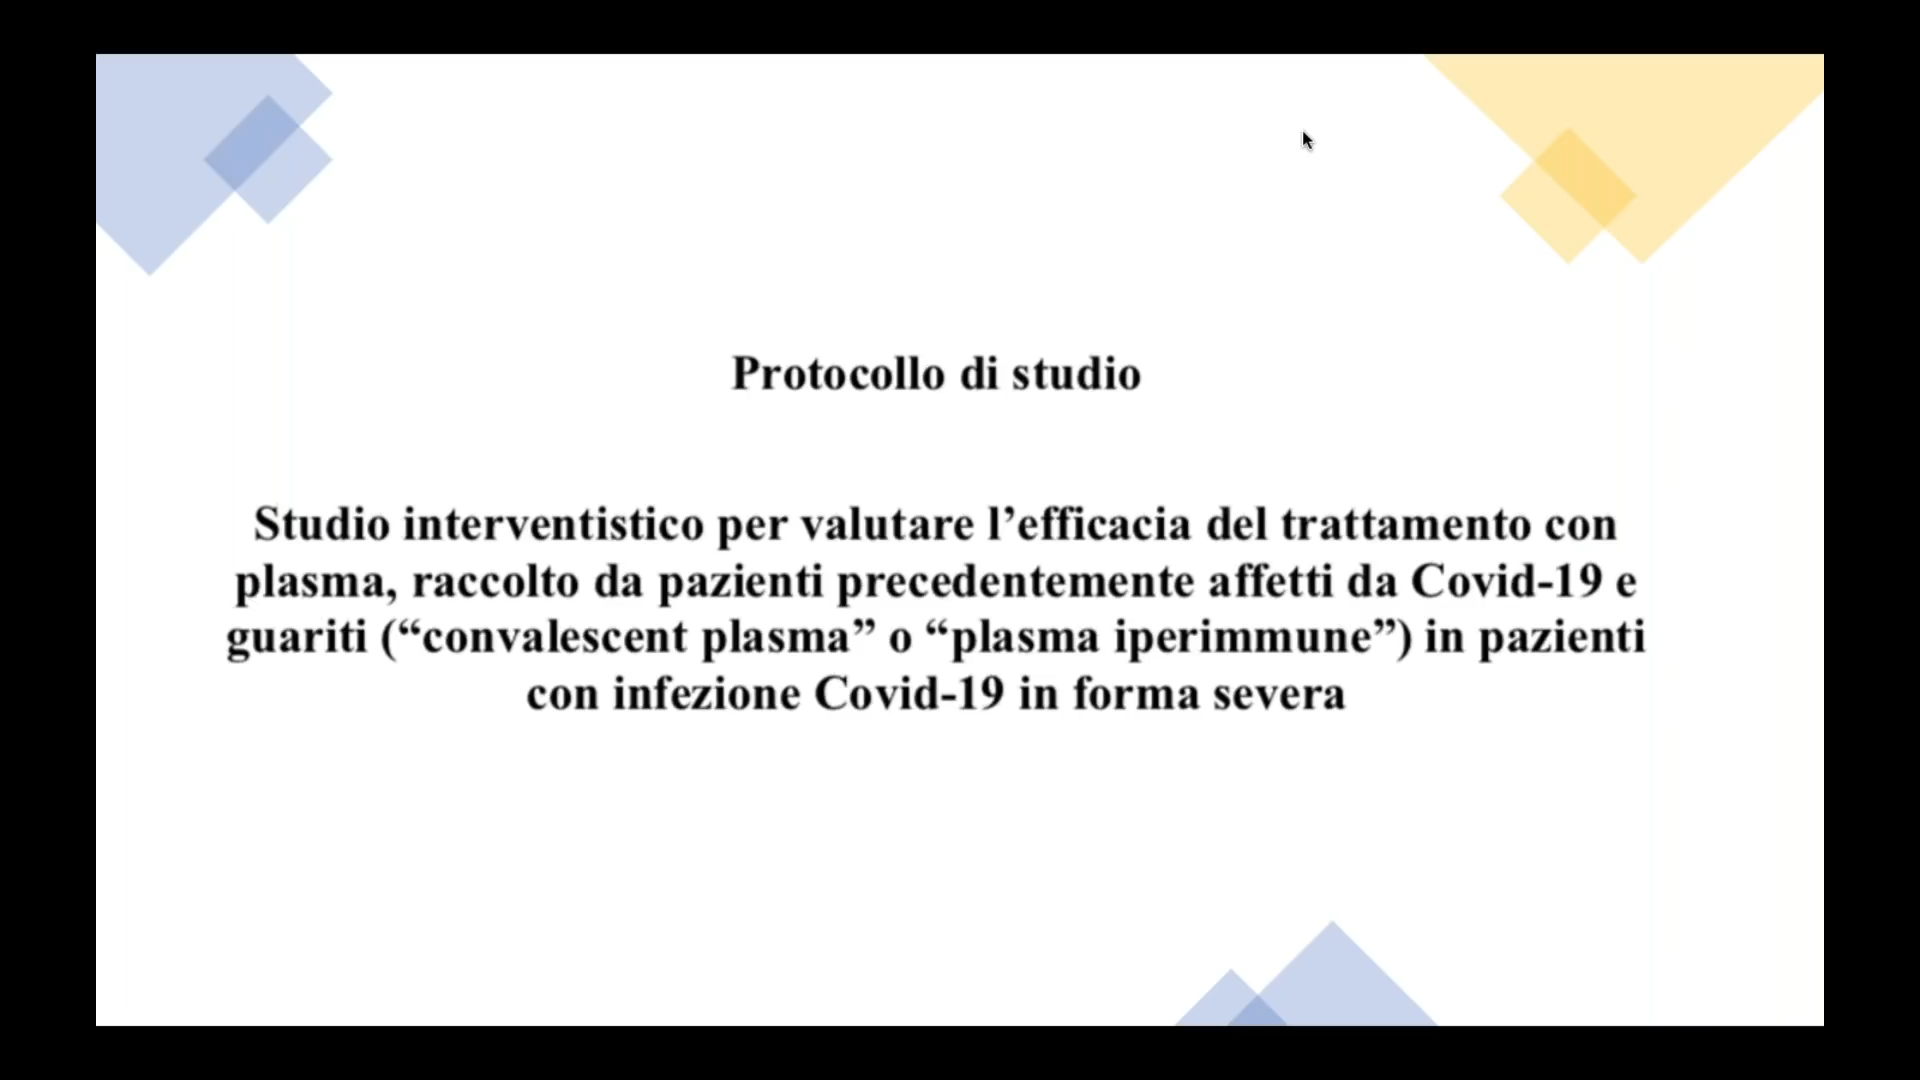 Protocollo di studio
Studio interventistico per valutare l’efficacia del trattamento con
plasma, raccolto da pazienti precedentemente affetti da Covid-19 e
guariti (“convalescent plasma” o “plasma iperimmune”) in pazienti
con infezione Covid-19 in forma severa